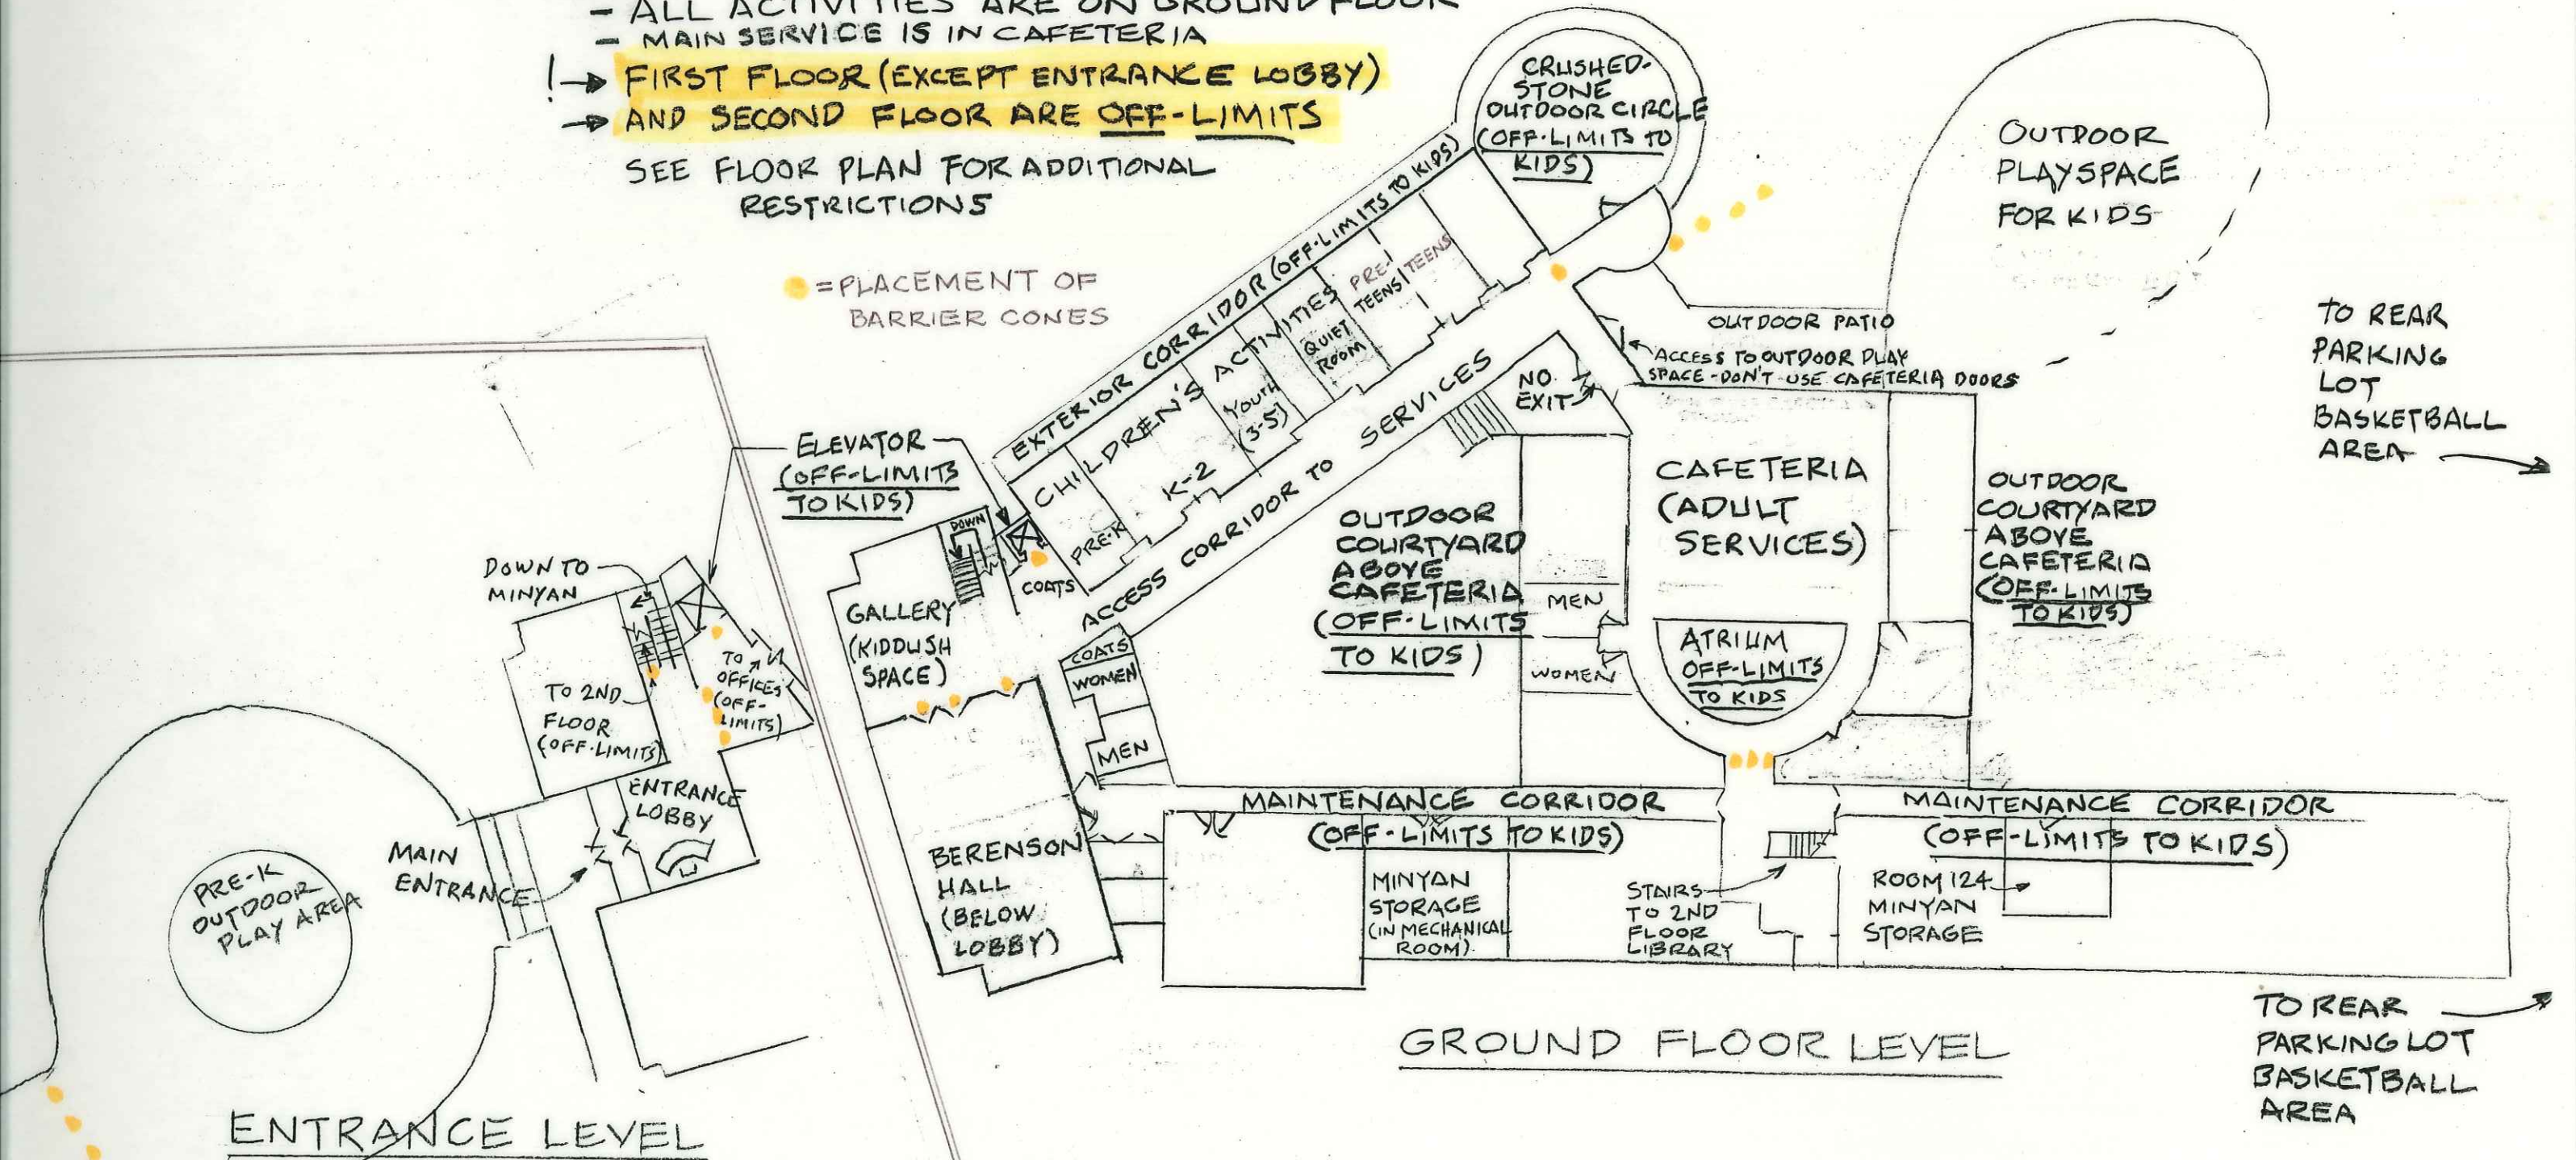 - ALL ACTIVITIES ARE ON GROUND FLOOR
- MAIN SERVICE IS IN CAFETERIA
!→ FIRST FLOOR (EXCEPT ENTRANCE LOBBY)
→ AND SECOND FLOOR ARE OFF-LIMITS
SEE FLOOR PLAN FOR ADDITIONAL
RESTRICTIONS
= PLACEMENT OF
BARRIER CONES
CRUSHED-
STONE
OUTDOOR CIRCLE
(OFF-LIMITS TO
KIDS)
OUTDOOR
PLAYSPACE
FOR KIDS
TO REAR
PARKING
LOT
BASKETBALL
AREA
EXTERIOR CORRIDOR (OFF-LIMITS TO KIDS)
CHILDREN'S ACTIVITIES
PRE-K
K-2
YOUTH
(3-5)
QUIET
ROOM
PRE-
TEENS
TEENS
OUTDOOR PATIO
ACCESS TO OUTDOOR PLAY
SPACE - DON'T USE CAFETERIA DOORS
NO
EXIT
ACCESS CORRIDOR TO SERVICES
ELEVATOR
(OFF-LIMITS
TO KIDS)
DOWN
COATS
GALLERY
(KIDDUSH
SPACE)
COATS
WOMEN
MEN
OUTDOOR
COURTYARD
ABOVE
CAFETERIA
(OFF-LIMITS
TO KIDS)
CAFETERIA
(ADULT
SERVICES)
MEN
WOMEN
ATRIUM
OFF-LIMITS
TO KIDS
OUTDOOR
COURTYARD
ABOVE
CAFETERIA
(OFF-LIMITS
TO KIDS)
DOWN TO
MINYAN
TO 2ND
FLOOR
(OFF-LIMITS)
TO
OFFICES
(OFF-
LIMITS)
ENTRANCE
LOBBY
MAIN
ENTRANCE
PRE-K
OUTDOOR
PLAY AREA
BERENSON
HALL
(BELOW
LOBBY)
MAINTENANCE CORRIDOR
(OFF-LIMITS TO KIDS)
MINYAN
STORAGE
(IN MECHANICAL
ROOM)
STAIRS
TO 2ND
FLOOR
LIBRARY
MAINTENANCE CORRIDOR
(OFF-LIMITS TO KIDS)
ROOM 124
MINYAN
STORAGE
TO REAR
PARKING LOT
BASKETBALL
AREA
GROUND FLOOR LEVEL
ENTRANCE LEVEL